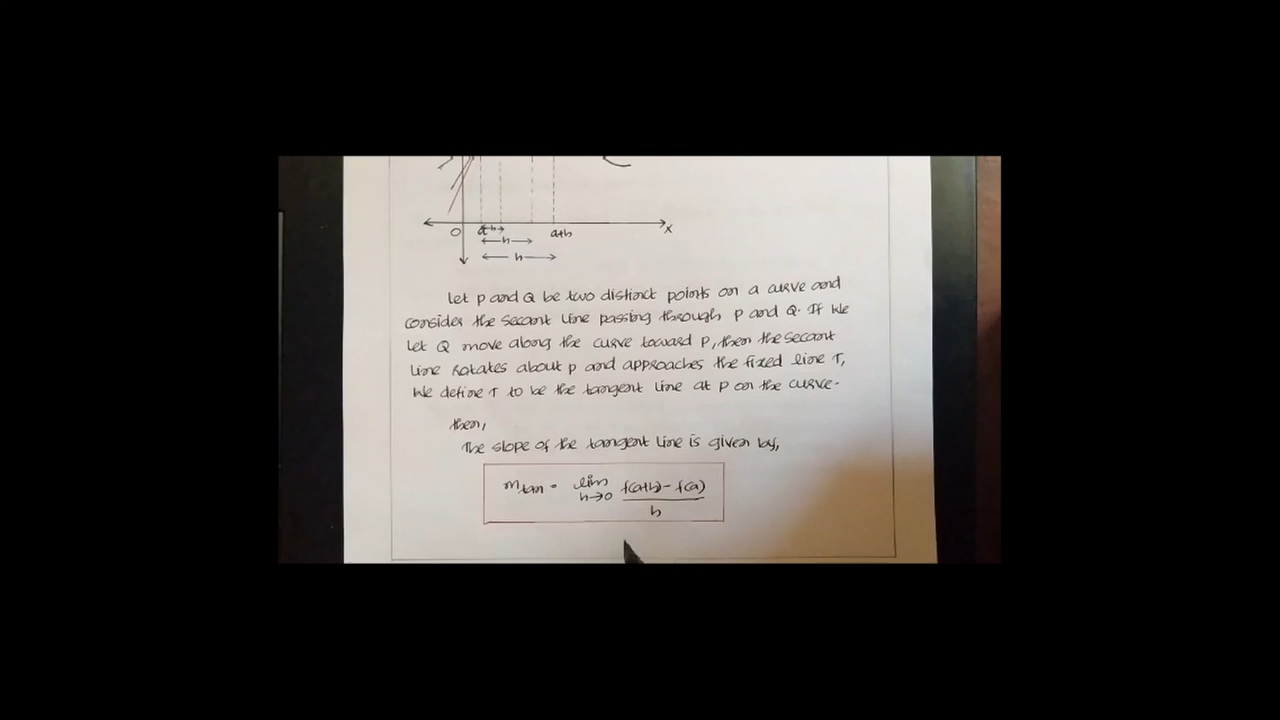 O a h a+h x
h
h
Let P and Q be two distinct points on a curve and
consider the secant line passing through P and Q. If we
let Q move along the curve toward P, then the secant
line rotates about P and approaches the fixed line T,
we define T to be the tangent line at P on the curve.
then,
The slope of the tangent line is given by,
m_tan = lim h→0 f(a+h) - f(a) / h